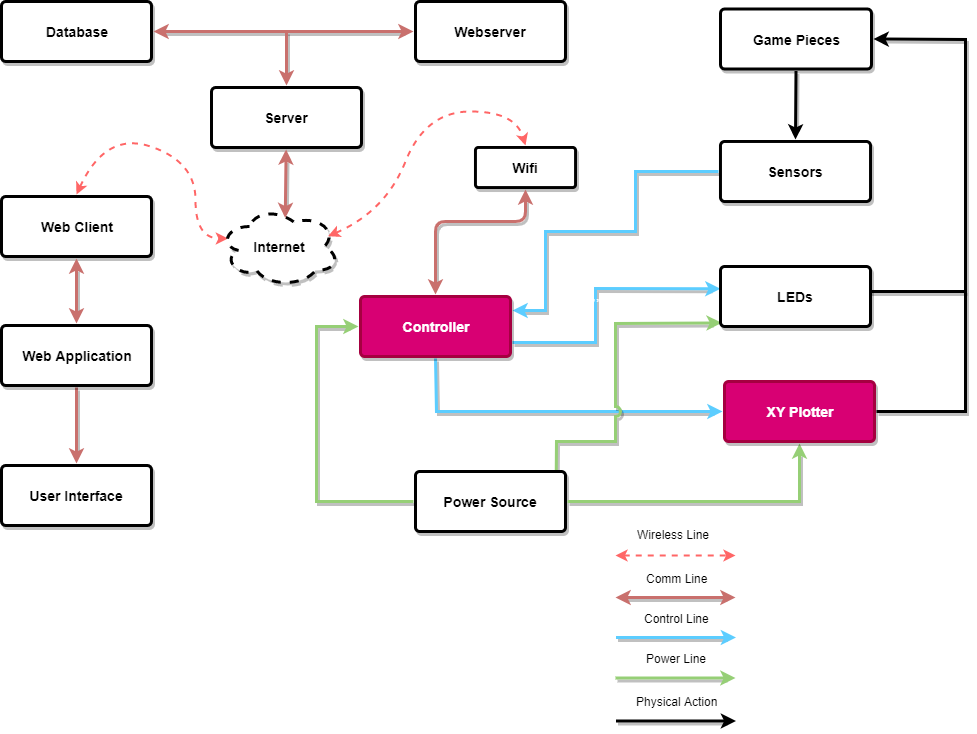 Database
Webserver
Game Pieces
Server
Wifi
Sensors
Web Client
Internet
LEDs
Controller
Web Application
XY Plotter
User Interface
Power Source
Wireless Line
Comm Line
Control Line
Power Line
Physical Action